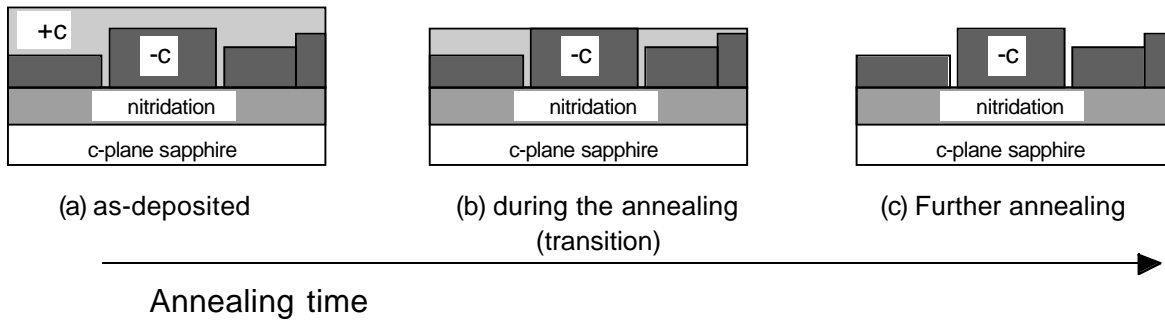 +c
-c
nitridation
c-plane sapphire
(a) as-deposited
-c
nitridation
c-plane sapphire
(b) during the annealing
(transition)
-c
nitridation
c-plane sapphire
(c) Further annealing
Annealing time